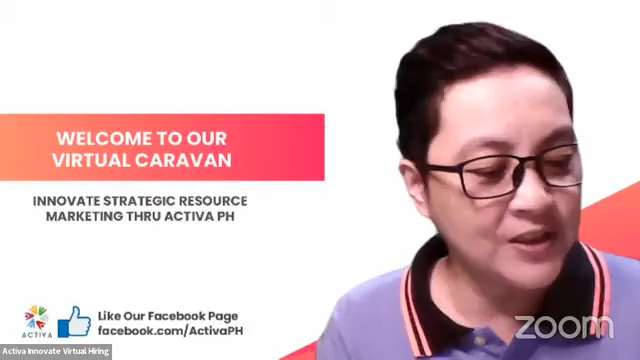 WELCOME TO OUR
VIRTUAL CARAVAN
INNOVATE STRATEGIC RESOURCE
MARKETING THRU ACTIVA PH
ACTIVA
Like Our Facebook Page
facebook.com/ActivaPH
Activa Innovate Virtual Hiring
zoom